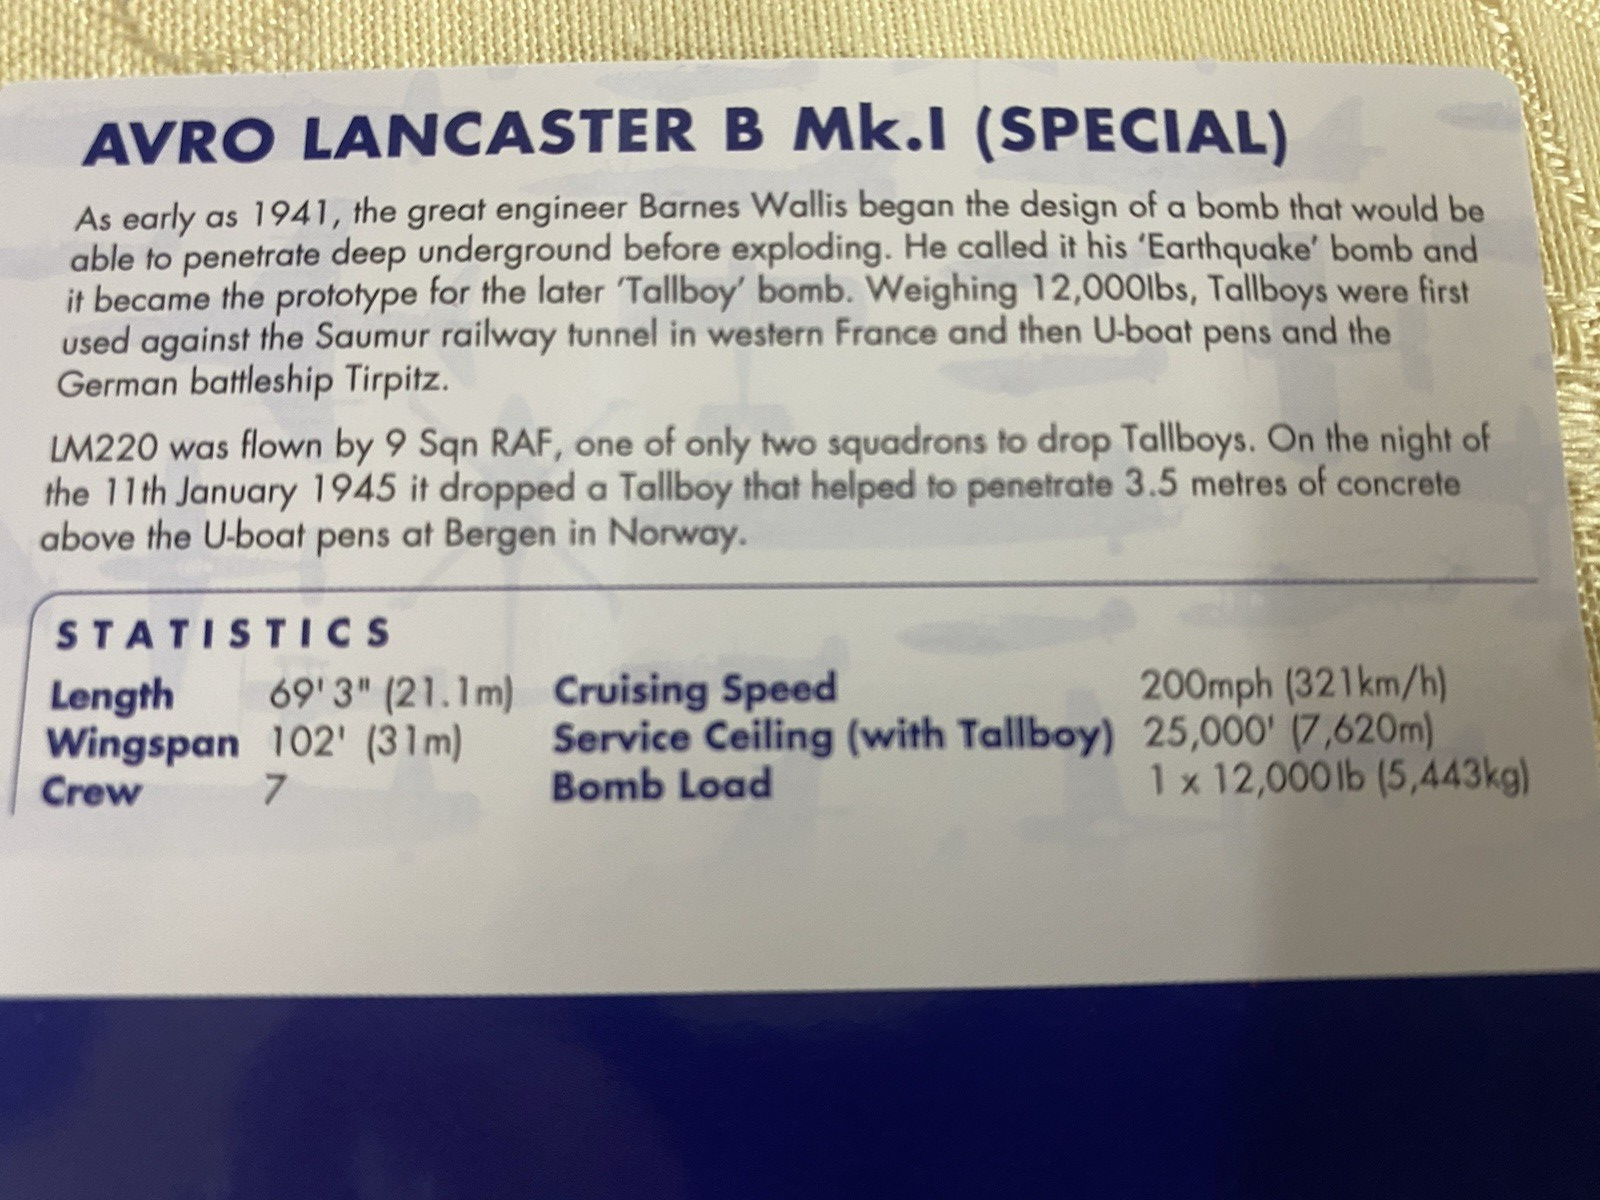 AVRO LANCASTER B Mk.I (SPECIAL)
As early as 1941, the great engineer Barnes Wallis began the design of a bomb that would be
able to penetrate deep underground before exploding. He called it his 'Earthquake' bomb and
it became the prototype for the later 'Tallboy' bomb. Weighing 12,000lbs, Tallboys were first
used against the Saumur railway tunnel in western France and then U-boat pens and the
German battleship Tirpitz.
LM220 was flown by 9 Sqn RAF, one of only two squadrons to drop Tallboys. On the night of
the 11th January 1945 it dropped a Tallboy that helped to penetrate 3.5 metres of concrete
above the U-boat pens at Bergen in Norway.
STATISTICS
Length 69'3" (21.1m) Cruising Speed 200mph (321km/h)
Wingspan 102' (31m) Service Ceiling (with Tallboy) 25,000' (7,620m)
Crew 7 Bomb Load 1 x 12,000lb (5,443kg)